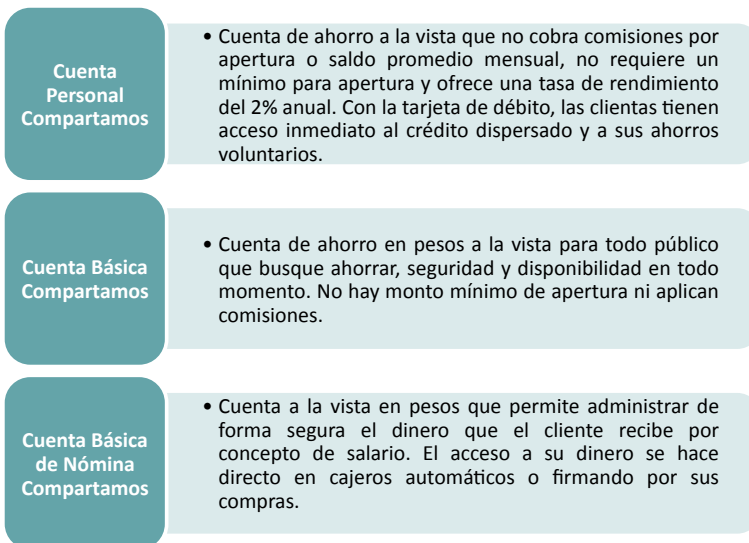 Cuenta
Personal
Compartamos
• Cuenta de ahorro a la vista que no cobra comisiones por
apertura o saldo promedio mensual, no requiere un
mínimo para apertura y ofrece una tasa de rendimiento
del 2% anual. Con la tarjeta de débito, las clientas tienen
acceso inmediato al crédito dispersado y a sus ahorros
voluntarios.
Cuenta Básica
Compartamos
• Cuenta de ahorro en pesos a la vista para todo público
que busque ahorrar, seguridad y disponibilidad en todo
momento. No hay monto mínimo de apertura ni aplican
comisiones.
Cuenta Básica
de Nómina
Compartamos
• Cuenta a la vista en pesos que permite administrar de
forma segura el dinero que el cliente recibe por
concepto de salario. El acceso a su dinero se hace
directo en cajeros automáticos o firmando por sus
compras.